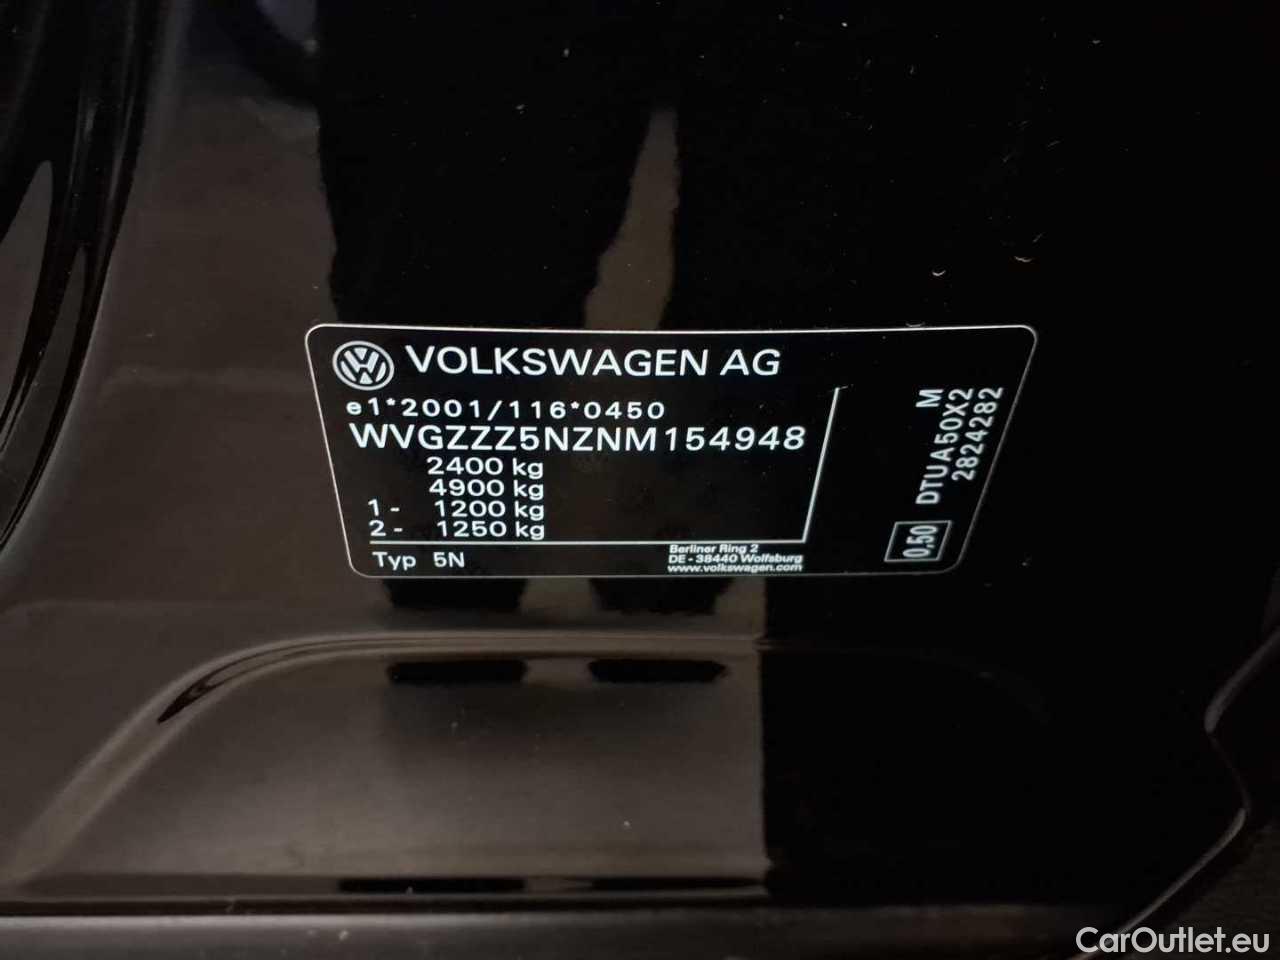 VOLKSWAGEN AG
e1*2001/116*0450
WVGZZZ5NZNM154948
2400 kg
4900 kg
1- 1200 kg
2- 1250 kg
Typ 5N
Berliner Ring 2
DE-38440 Wolfsburg
www.volkswagen.com
M
DTUA50X2
2824282
0,50
CarOutlet.eu